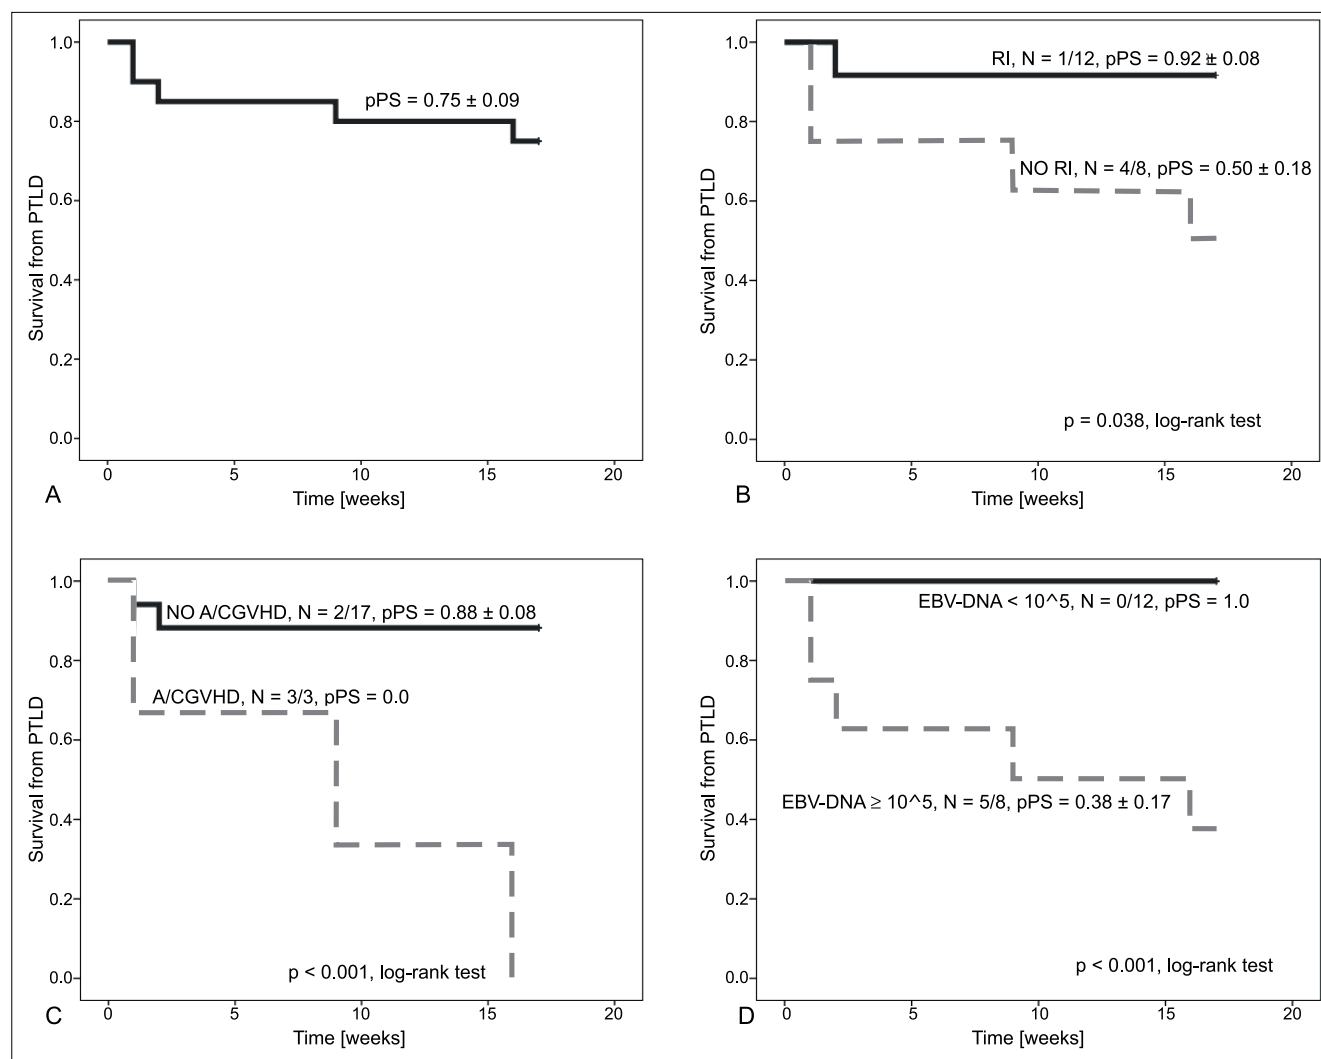 1.0
0.8
0.6
0.4
0.2
0.0
Survival from PTLD
pPS = 0.75 ± 0.09
0 5 10 15 20
Time [weeks]
A
1.0
0.8
0.6
0.4
0.2
0.0
Survival from PTLD
RI, N = 1/12, pPS = 0.92 ± 0.08
NO RI, N = 4/8, pPS = 0.50 ± 0.18
p = 0.038, log-rank test
0 5 10 15 20
Time [weeks]
B
1.0
0.8
0.6
0.4
0.2
0.0
Survival from PTLD
NO A/CGVHD, N = 2/17, pPS = 0.88 ± 0.08
A/CGVHD, N = 3/3, pPS = 0.0
p < 0.001, log-rank test
0 5 10 15 20
Time [weeks]
C
1.0
0.8
0.6
0.4
0.2
0.0
Survival from PTLD
EBV-DNA < 10^5, N = 0/12, pPS = 1.0
EBV-DNA ≥ 10^5, N = 5/8, pPS = 0.38 ± 0.17
p < 0.001, log-rank test
0 5 10 15 20
Time [weeks]
D